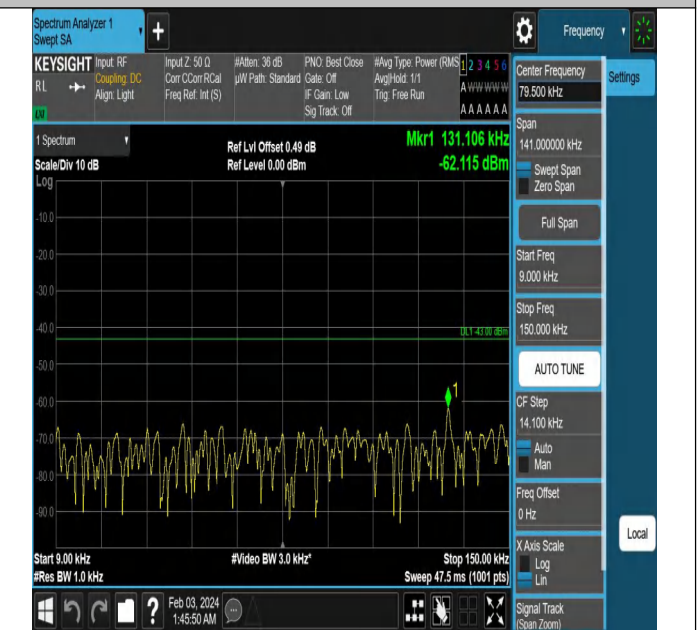 Spectrum Analyzer 1
Swept SA
+
Frequency
KEYSIGHT
RL
LXI
Input: RF
Coupling: DC
Align: Light
Input Z: 50 Ω
Corr CCorr RCal
Freq Ref: Int (S)
#Atten: 36 dB
µW Path: Standard
PNO: Best Close
Gate: Off
IF Gain: Low
Sig Track: Off
#Avg Type: Power (RMS
Avg|Hold: 1/1
Trig: Free Run
1 2 3 4 5 6
A W W W W W
A A A A A A
1 Spectrum
Scale/Div 10 dB
Log
Ref Lvl Offset 0.49 dB
Ref Level 0.00 dBm
Mkr1 131.106 kHz
-62.115 dBm
-10.0
-20.0
-30.0
-40.0
DL1 -43.00 dBm
-50.0
-60.0
1
-70.0
-80.0
-90.0
Start 9.00 kHz
#Res BW 1.0 kHz
#Video BW 3.0 kHz*
Stop 150.00 kHz
Sweep 47.5 ms (1001 pts)
?
Feb 03, 2024
1:45:50 AM
Center Frequency
79.500 kHz
Settings
Span
141.000000 kHz
Swept Span
Zero Span
Full Span
Start Freq
9.000 kHz
Stop Freq
150.000 kHz
AUTO TUNE
CF Step
14.100 kHz
Auto
Man
Freq Offset
0 Hz
X Axis Scale
Log
Lin
Local
Signal Track
(Span Zoom)